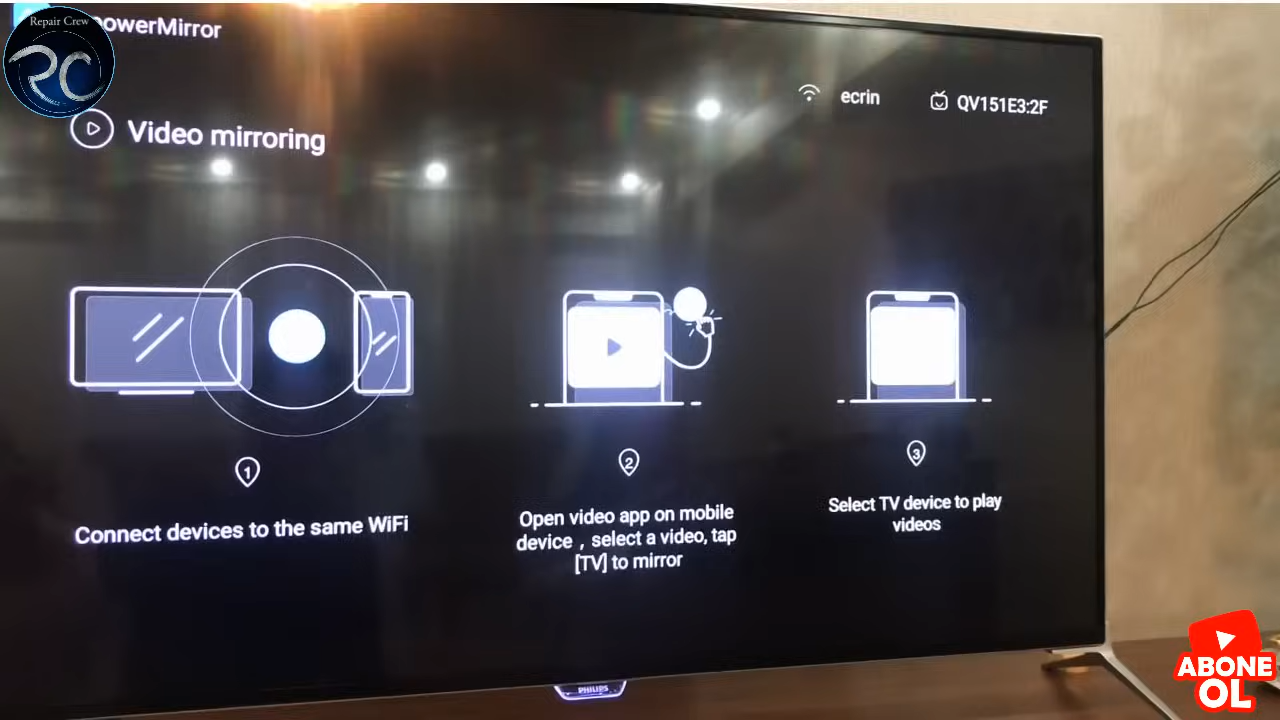 Repair Crew
RC
powerMirror
ecrin
QV151E3:2F
Video mirroring
1
Connect devices to the same WiFi
2
Open video app on mobile
device , select a video, tap
[TV] to mirror
3
Select TV device to play
videos
PHILIPS
ABONE
OL